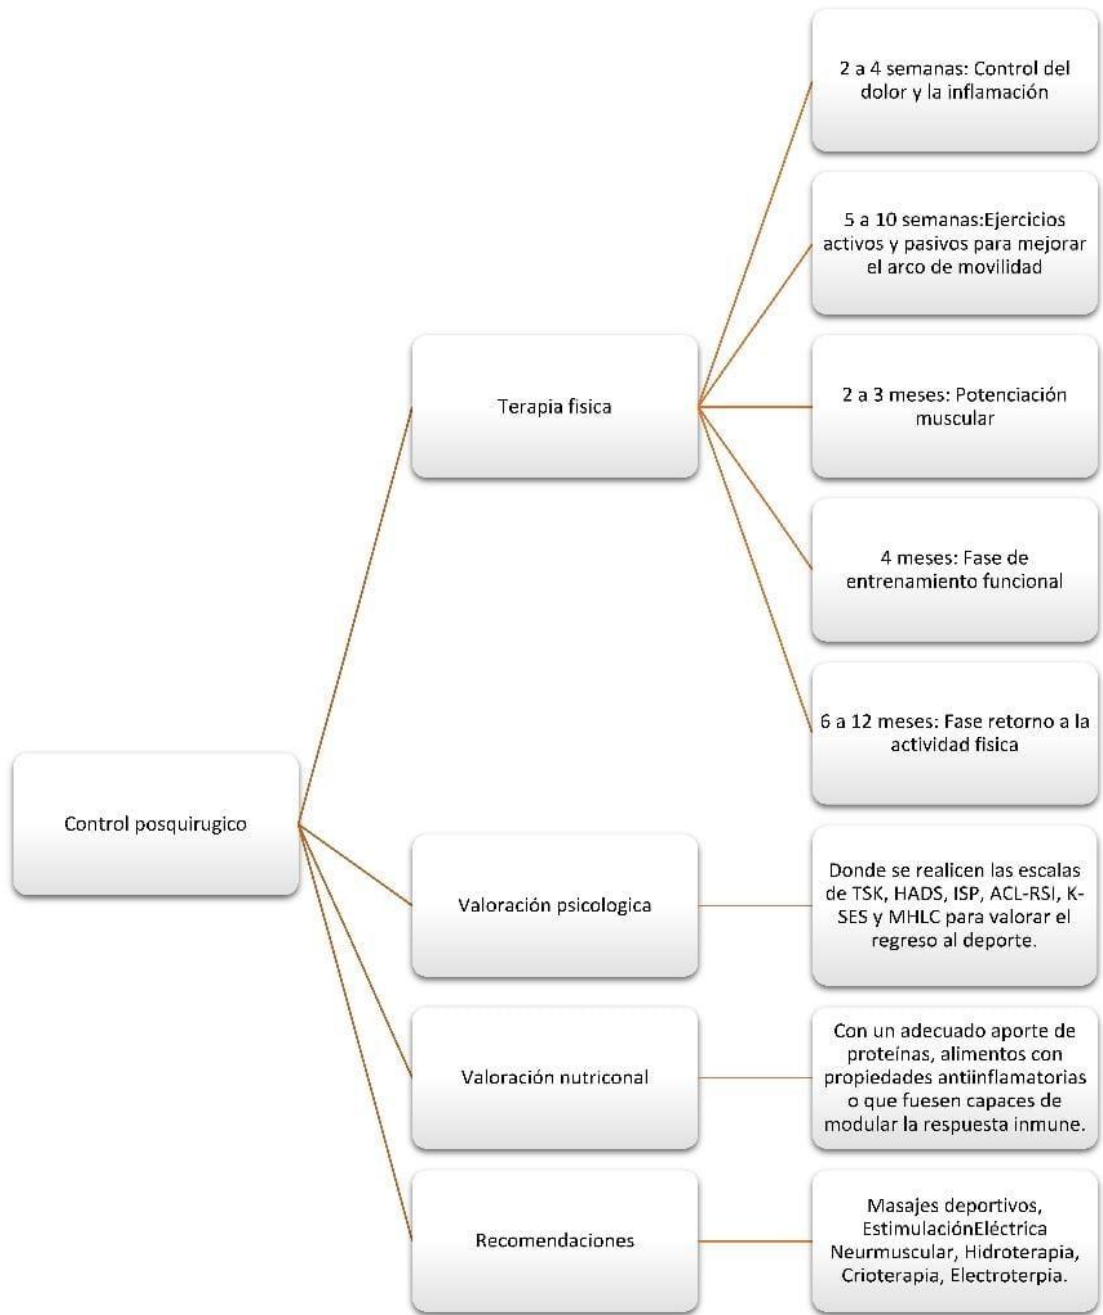 2 a 4 semanas: Control del
dolor y la inflamación
5 a 10 semanas:Ejercicios
activos y pasivos para mejorar
el arco de movilidad
Terapia fisica
2 a 3 meses: Potenciación
muscular
4 meses: Fase de
entrenamiento funcional
6 a 12 meses: Fase retorno a la
actividad fisica
Control posquirugico
Valoración psicologica
Donde se realicen las escalas
de TSK, HADS, ISP, ACL-RSI, K-
SES y MHLC para valorar el
regreso al deporte.
Valoración nutriconal
Con un adecuado aporte de
proteínas, alimentos con
propiedades antiinflamatorias
o que fuesen capaces de
modular la respuesta inmune.
Recomendaciones
Masajes deportivos,
EstimulaciónEléctrica
Neurmuscular, Hidroterapia,
Crioterapia, Electroterpia.